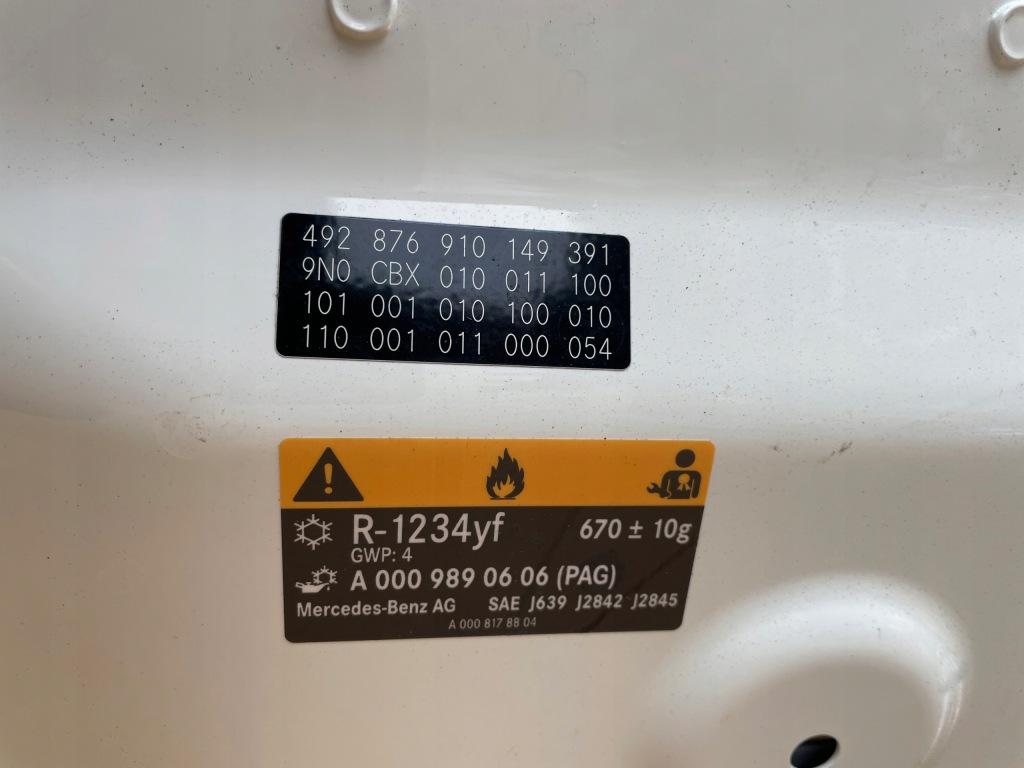 492 876 910 149 391
9N0 CBX 010 011 100
101 001 010 100 010
110 001 011 000 054
R-1234yf 670 ± 10g
GWP: 4
A 000 989 06 06 (PAG)
Mercedes-Benz AG SAE J639 J2842 J2845
A 000 817 88 04